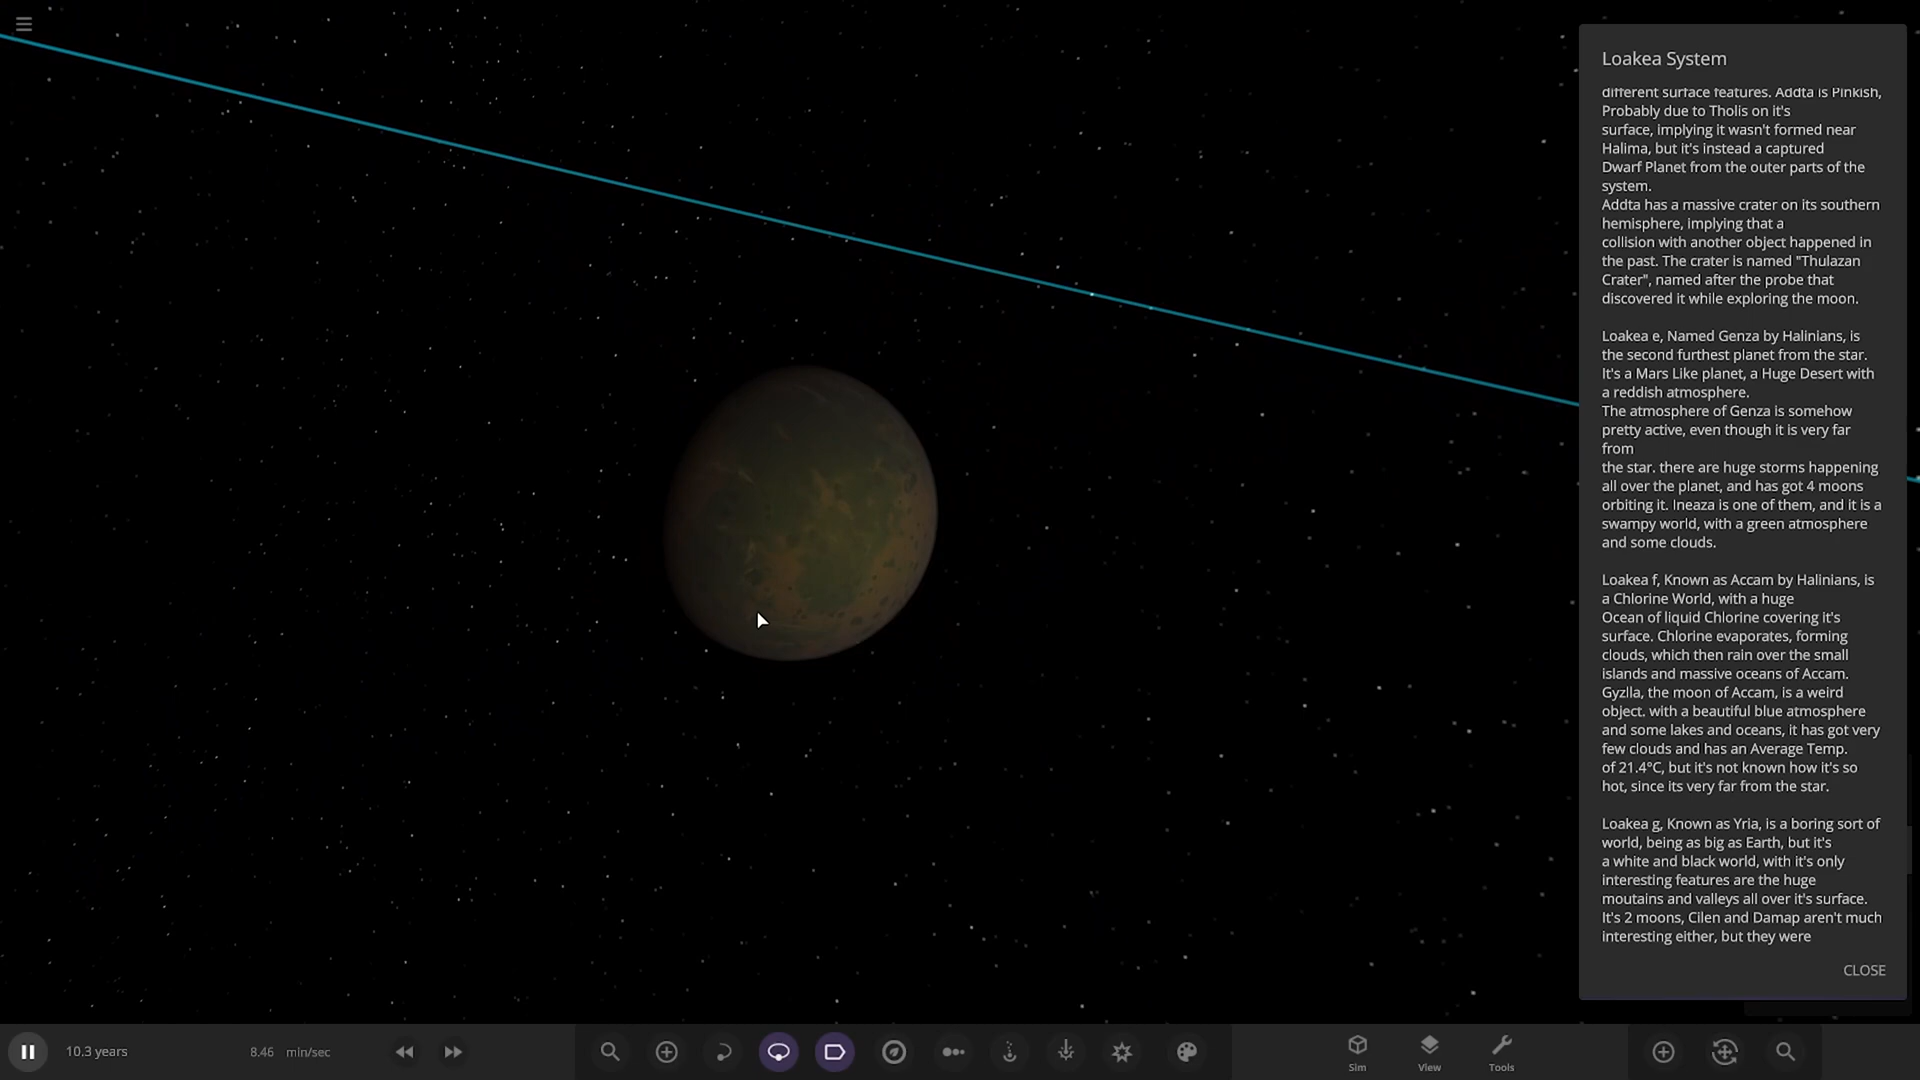 Loakea System
different surface features. Addta is Pinkish,
Probably due to Tholis on it's
surface, implying it wasn't formed near
Halima, but it's instead a captured
Dwarf Planet from the outer parts of the
system.
Addta has a massive crater on its southern
hemisphere, implying that a
collision with another object happened in
the past. The crater is named "Thulazan
Crater", named after the probe that
discovered it while exploring the moon.
Loakea e, Named Genza by Halinians, is
the second furthest planet from the star.
It's a Mars Like planet, a Huge Desert with
a reddish atmosphere.
The atmosphere of Genza is somehow
pretty active, even though it is very far
from
the star. there are huge storms happening
all over the planet, and has got 4 moons
orbiting it. Ineaza is one of them, and it is a
swampy world, with a green atmosphere
and some clouds.
Loakea f, Known as Accam by Halinians, is
a Chlorine World, with a huge
Ocean of liquid Chlorine covering it's
surface. Chlorine evaporates, forming
clouds, which then rain over the small
islands and massive oceans of Accam.
Gyzlla, the moon of Accam, is a weird
object. with a beautiful blue atmosphere
and some lakes and oceans, it has got very
few clouds and has an Average Temp.
of 21.4°C, but it's not known how it's so
hot, since its very far from the star.
Loakea g, Known as Yria, is a boring sort of
world, being as big as Earth, but it's
a white and black world, with it's only
interesting features are the huge
moutains and valleys all over it's surface.
It's 2 moons, Cilen and Damap aren't much
interesting either, but they were
CLOSE
10.3 years
8.46 min/sec
Sim
View
Tools